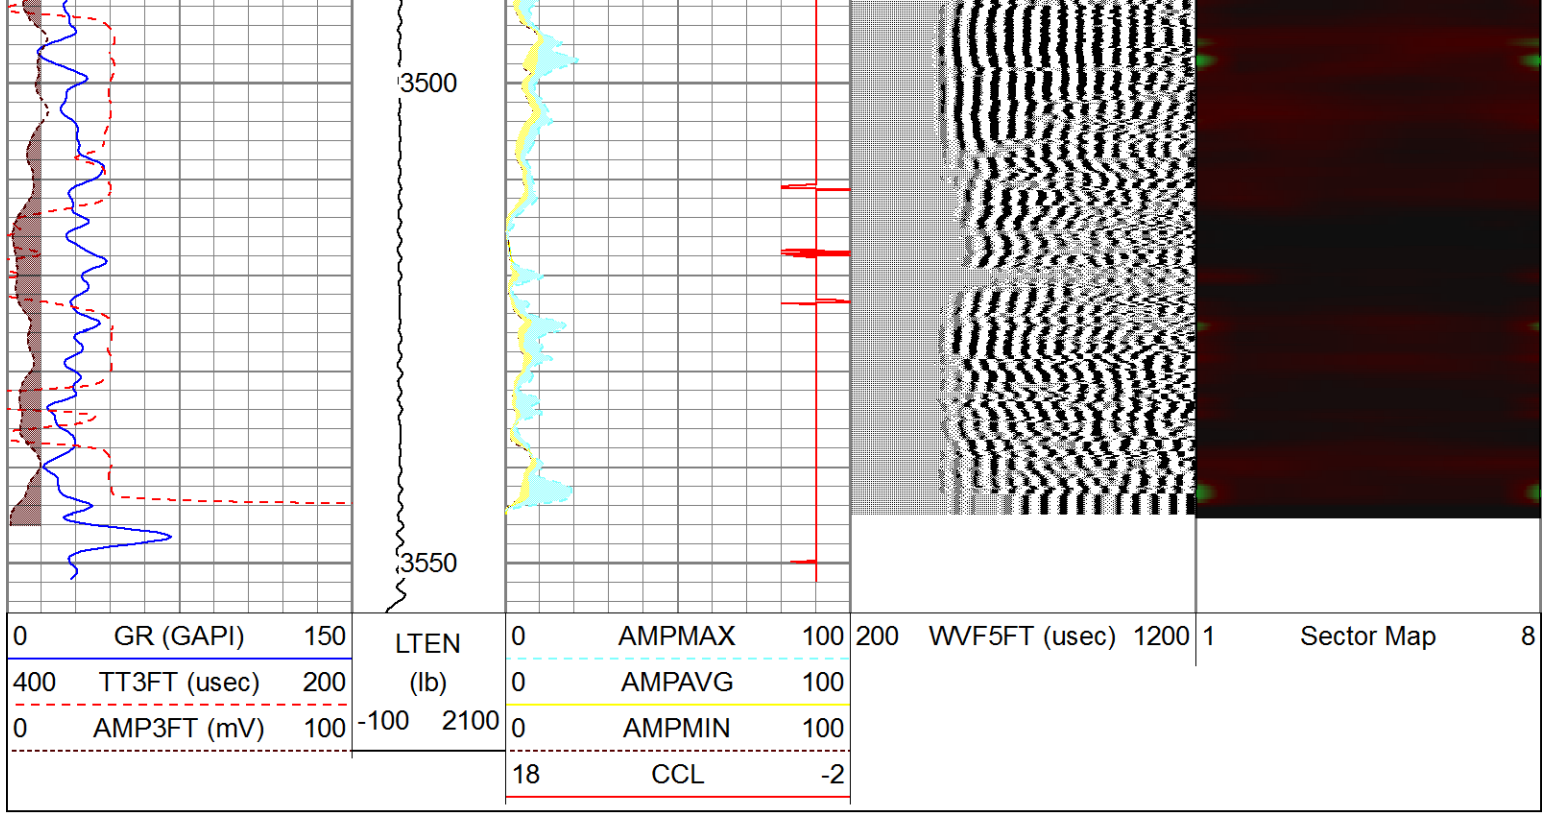 3500
3550
0 GR (GAPI) 150
400 TT3FT (usec) 200
0 AMP3FT (mV) 100
LTEN
(lb)
-100 2100
0 AMPMAX 100
0 AMPAVG 100
0 AMPMIN 100
18 CCL -2
200 WVF5FT (usec) 1200
1 Sector Map 8